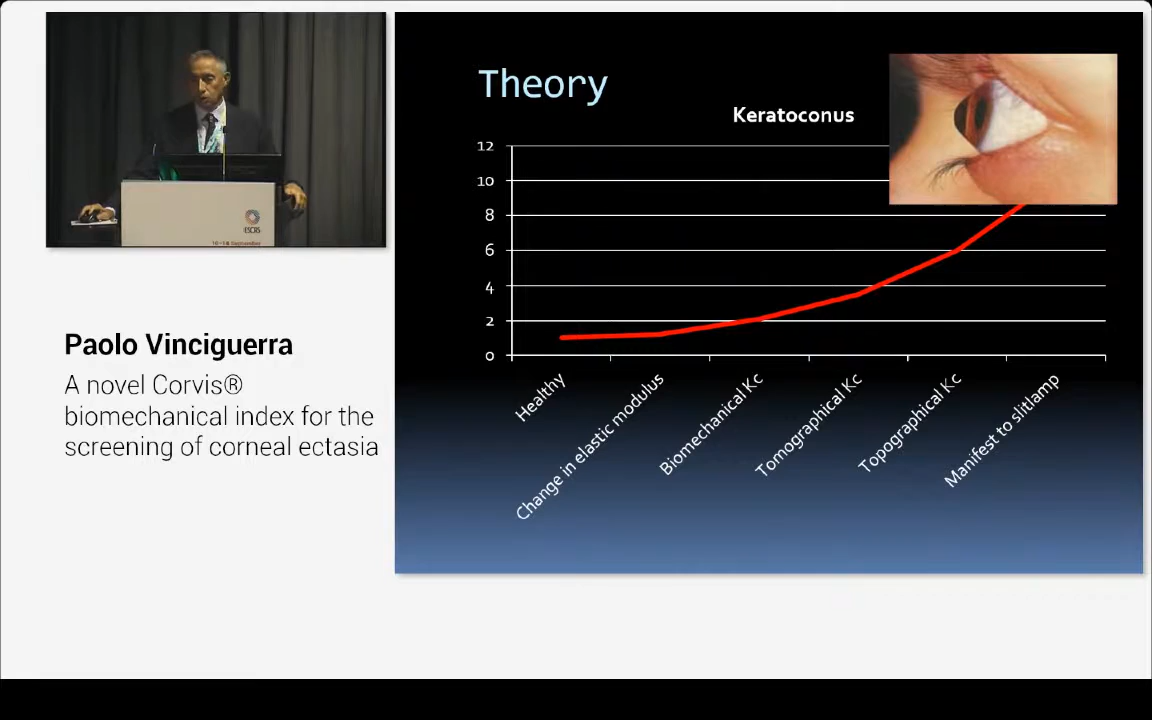 Theory
Keratoconus
12
10
8
6
4
2
0
Healthy
Change in elastic modulus
Biomechanical Kc
Tomographical Kc
Topographical Kc
Manifest to slitlamp
ESCRS
Paolo Vinciguerra
A novel Corvis®
biomechanical index for the
screening of corneal ectasia